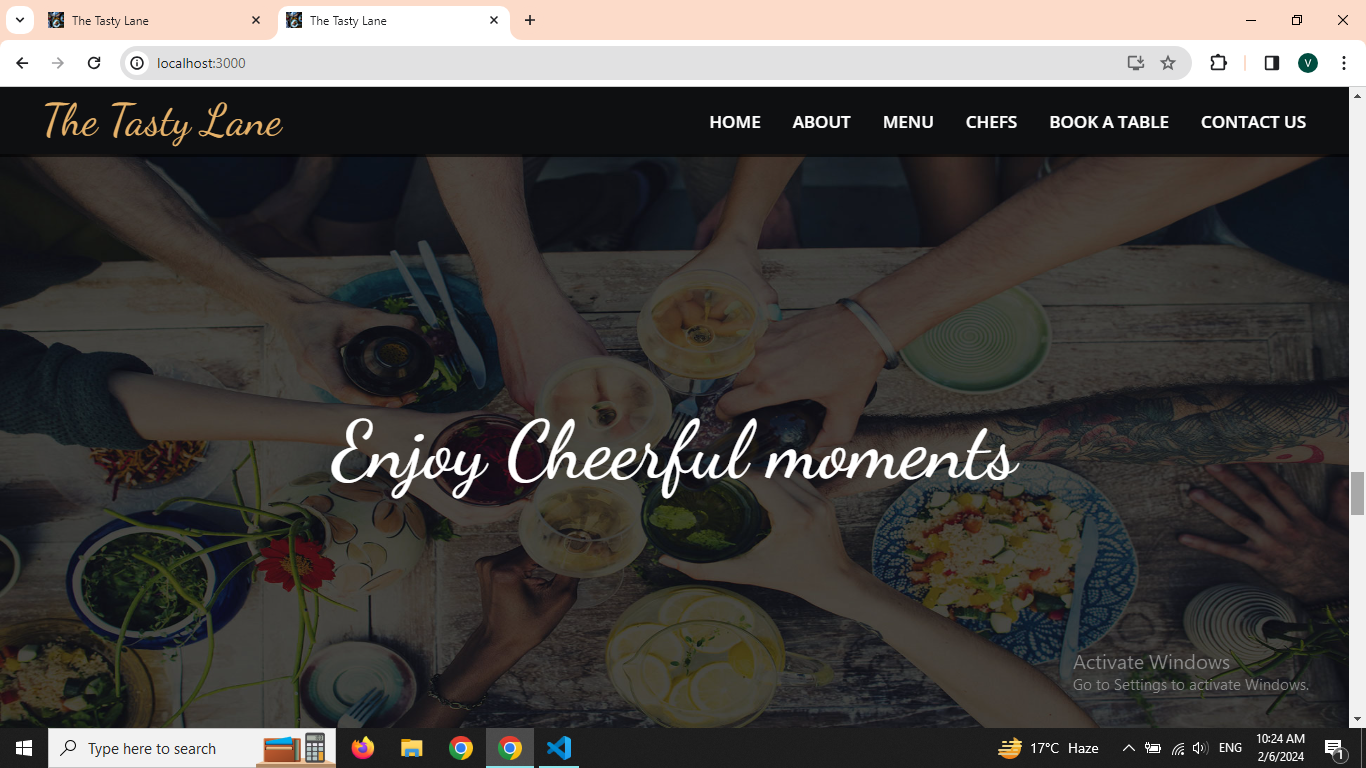 The Tasty Lane
The Tasty Lane
localhost:3000
V
The Tasty Lane
HOME
ABOUT
MENU
CHEFS
BOOK A TABLE
CONTACT US
Enjoy Cheerful moments
Activate Windows
Go to Settings to activate Windows.
Type here to search
17°C Haze
ENG
10:24 AM
2/6/2024
1